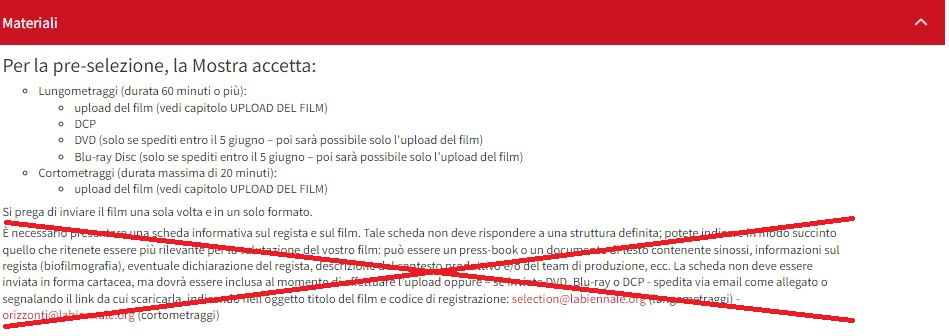 Materiali
Per la pre-selezione, la Mostra accetta:
Lungometraggi (durata 60 minuti o più):
upload del film (vedi capitolo UPLOAD DEL FILM)
DCP
DVD (solo se spediti entro il 5 giugno – poi sarà possibile solo l'upload del film)
Blu-ray Disc (solo se spediti entro il 5 giugno – poi sarà possibile solo l'upload del film)
Cortometraggi (durata massima di 20 minuti):
upload del film (vedi capitolo UPLOAD DEL FILM)
Si prega di inviare il film una sola volta e in un solo formato.
È necessario presentare una scheda informativa sul regista e sul film. Tale scheda non deve rispondere a una struttura definita; potete indicare in modo succinto
quello che ritenete essere più rilevante per la valutazione del vostro film: può essere un press-book o un documento di testo contenente sinossi, informazioni sul
regista (biofilmografia), eventuale dichiarazione del regista, descrizione del contesto produttivo e/o del team di produzione, ecc. La scheda non deve essere
inviata in forma cartacea, ma dovrà essere inclusa al momento di effettuare l'upload oppure – se inviate DVD, Blu-ray o DCP - spedita via email come allegato o
segnalando il link da cui scaricarla, indicando nell'oggetto titolo del film e codice di registrazione: selection@labiennale.org (lungometraggi) -
orizzonti@labiennale.org (cortometraggi)